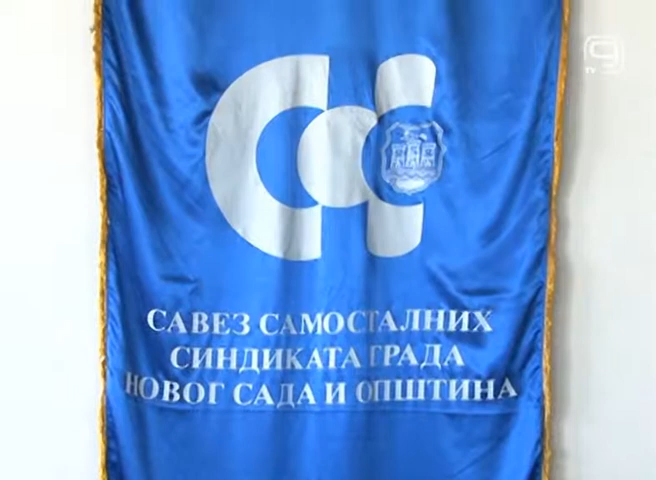 САВЕЗ САМОСТАЛНИХ
СИНДИКАТА ГРАДА
НОВОГ САДА И ОПШТИНА